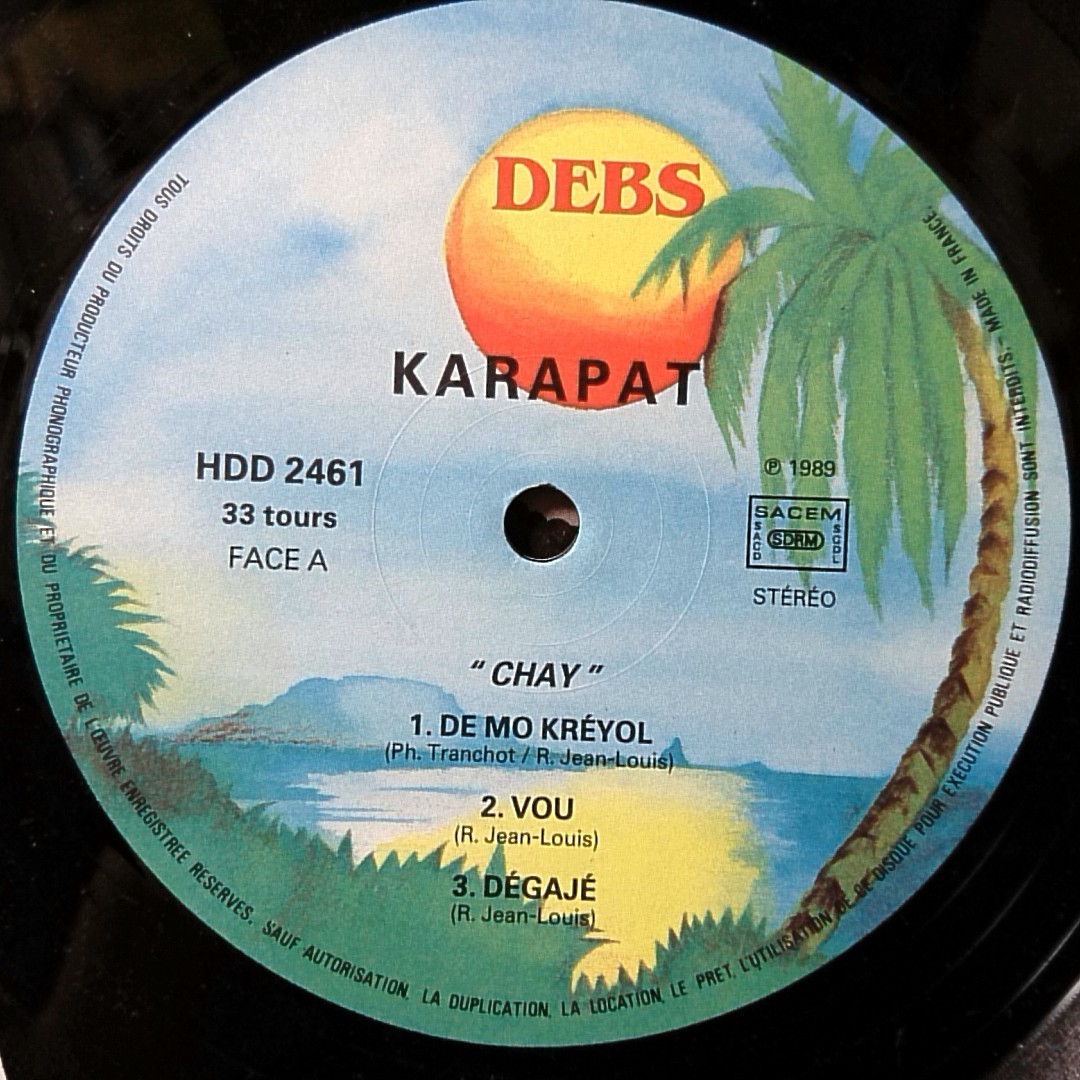 DEBS
KARAPAT
HDD 2461
33 tours
FACE A
℗ 1989
SACEM
SACD
SDRM
SGDL
STÉRÉO
“ CHAY ”
1. DE MO KRÉYOL
(Ph. Tranchot / R. Jean-Louis)
2. VOU
(R. Jean-Louis)
3. DÉGAJÉ
(R. Jean-Louis)
TOUS DROITS DU PRODUCTEUR PHONOGRAPHIQUE ET DU PROPRIETAIRE DE L'ŒUVRE ENREGISTREE RESERVES. SAUF AUTORISATION, LA DUPLICATION, LA LOCATION, LE PRET, L'UTILISATION DE CE DISQUE POUR EXECUTION PUBLIQUE ET RADIODIFFUSION SONT INTERDITS. – MADE IN FRANCE.